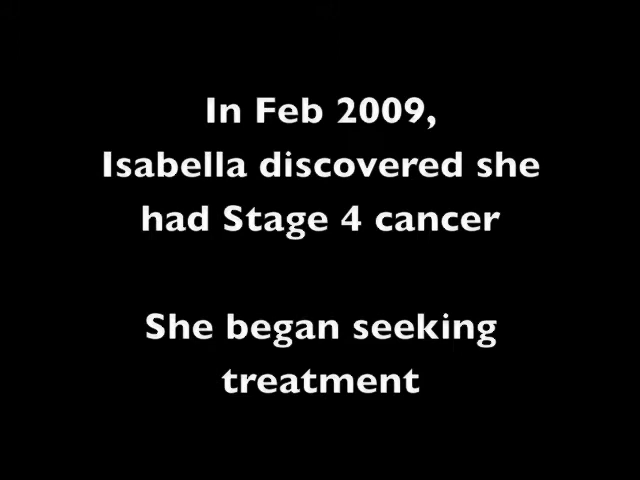 In Feb 2009,
Isabella discovered she
had Stage 4 cancer
She began seeking
treatment